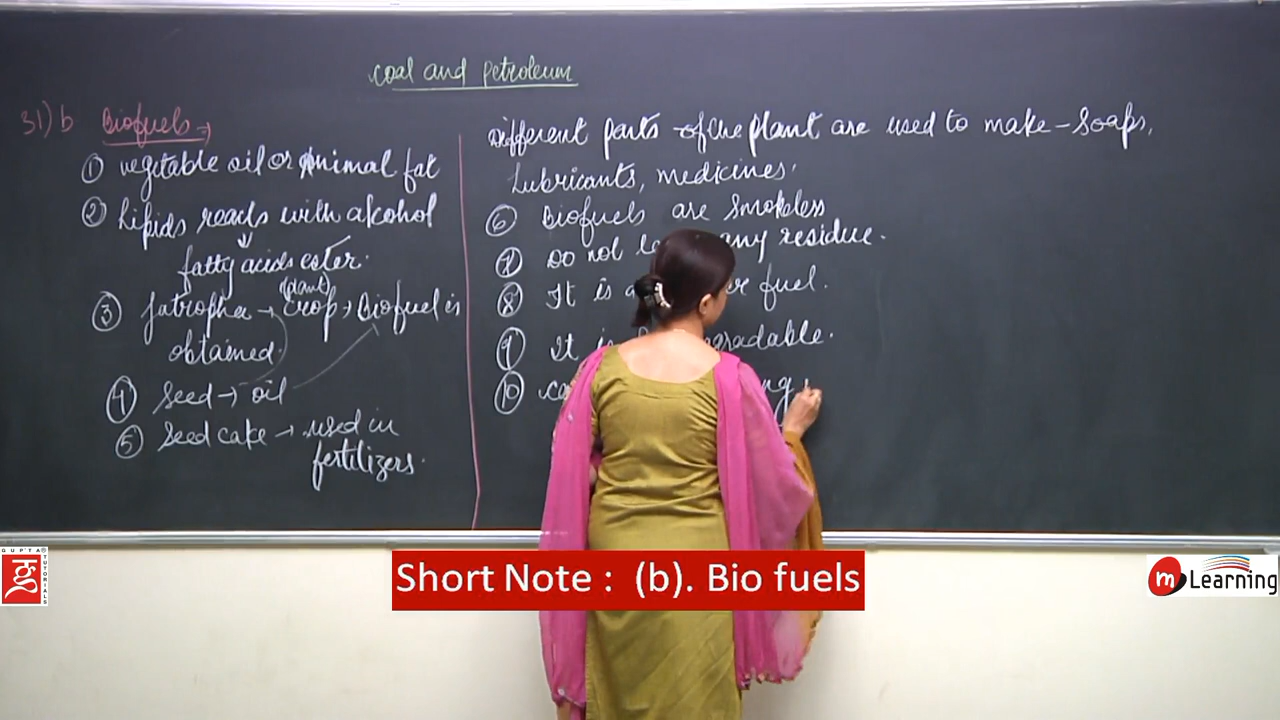 coal and petroleum
31) b Biofuels →
① vegitable oil or Animal fat
② Lipids reacts with alcohol
↓
fatty acids ester.
(plant)
③ Jatropha → crop → Biofuel is
obtained.
④ Seed → oil
⑤ Seed cake → used in
fertilizers.
Different parts of the plant are used to make - Soaps,
Lubricants, medicines.
⑥ Biofuels are Smokeless
⑦ Do not any residue.
⑧ It is fuel.
⑨ It is
⑩
Short Note : (b). Bio fuels
GUPTA TUTORIALS
m Learning